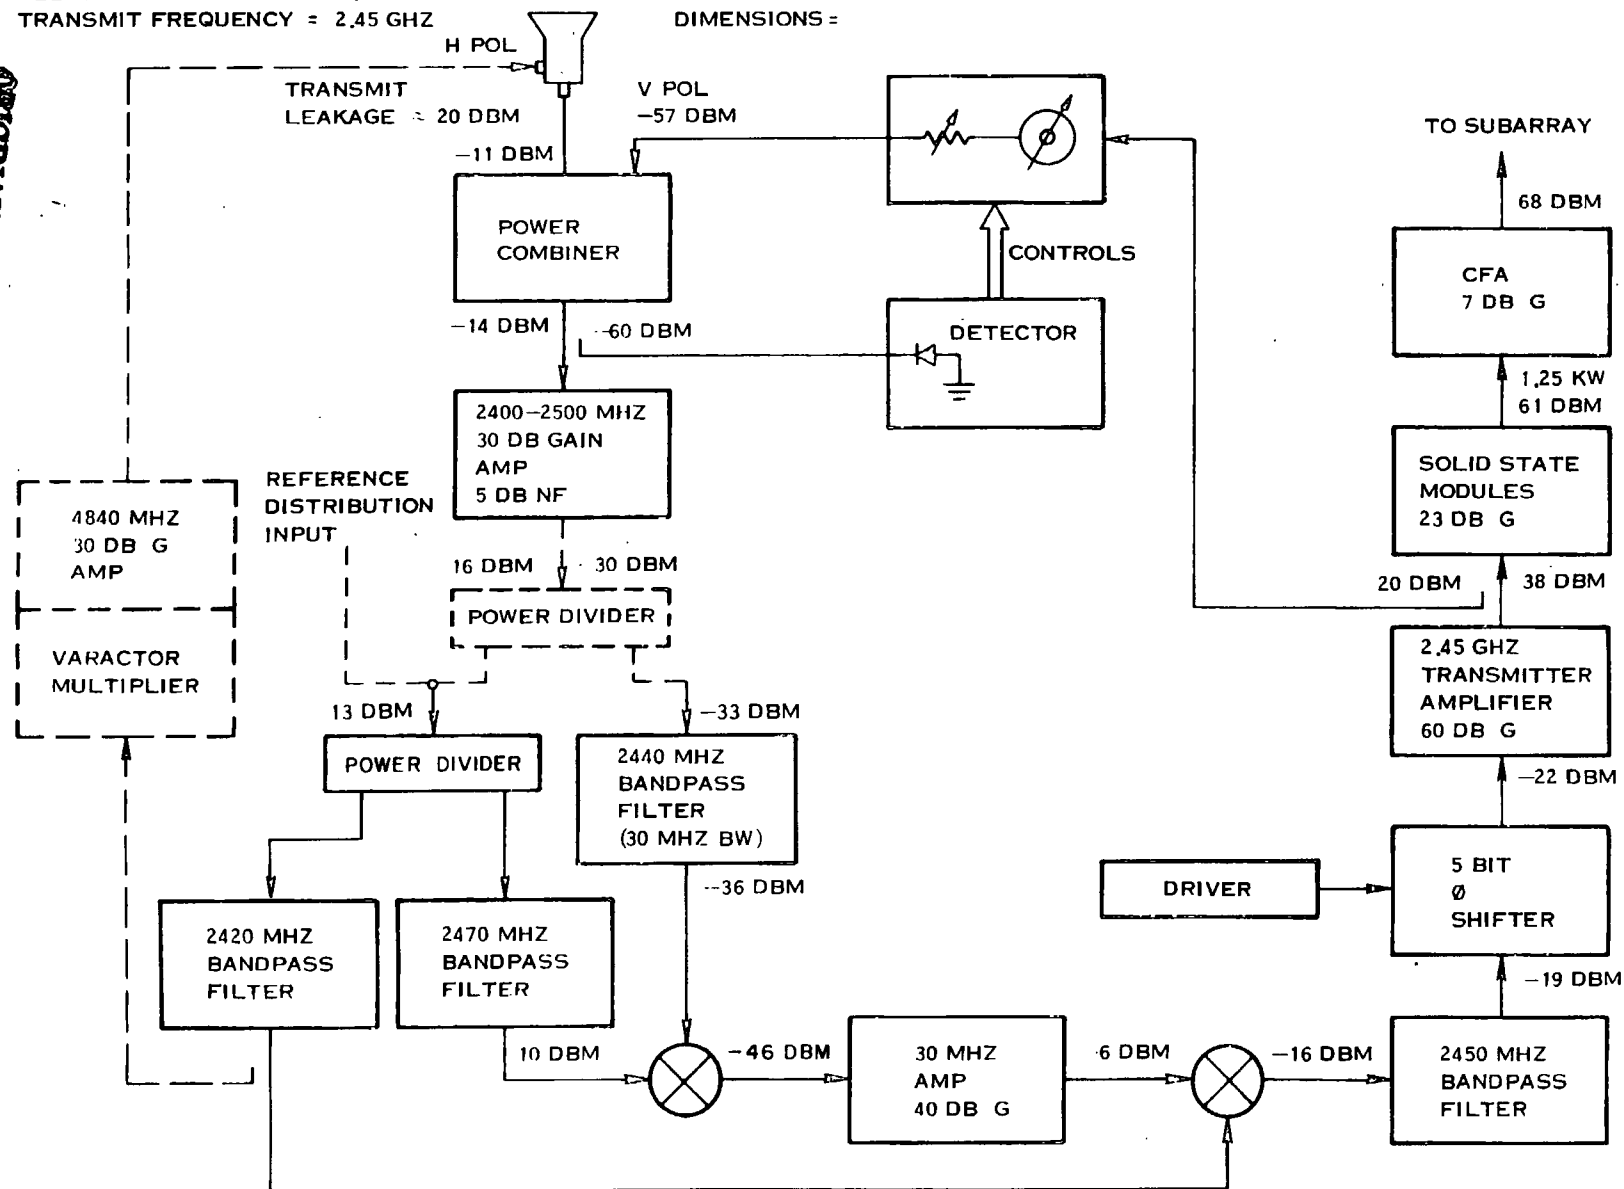 TRANSMIT FREQUENCY = 2.45 GHZ
DIMENSIONS =
H POL
TRANSMIT
LEAKAGE = 20 DBM
V POL
-57 DBM
-11 DBM
TO SUBARRAY
68 DBM
POWER
COMBINER
CONTROLS
CFA
7 DB G
-14 DBM
-60 DBM
DETECTOR
1.25 KW
61 DBM
2400-2500 MHZ
30 DB GAIN
AMP
5 DB NF
REFERENCE
DISTRIBUTION
INPUT
SOLID STATE
MODULES
23 DB G
4840 MHZ
30 DB G
AMP
16 DBM
30 DBM
20 DBM
38 DBM
POWER DIVIDER
VARACTOR
MULTIPLIER
2.45 GHZ
TRANSMITTER
AMPLIFIER
60 DB G
13 DBM
-33 DBM
POWER DIVIDER
2440 MHZ
BANDPASS
FILTER
(30 MHZ BW)
-22 DBM
-36 DBM
DRIVER
5 BIT
Ø
SHIFTER
2420 MHZ
BANDPASS
FILTER
2470 MHZ
BANDPASS
FILTER
-19 DBM
10 DBM
-46 DBM
30 MHZ
AMP
40 DB G
6 DBM
-16 DBM
2450 MHZ
BANDPASS
FILTER